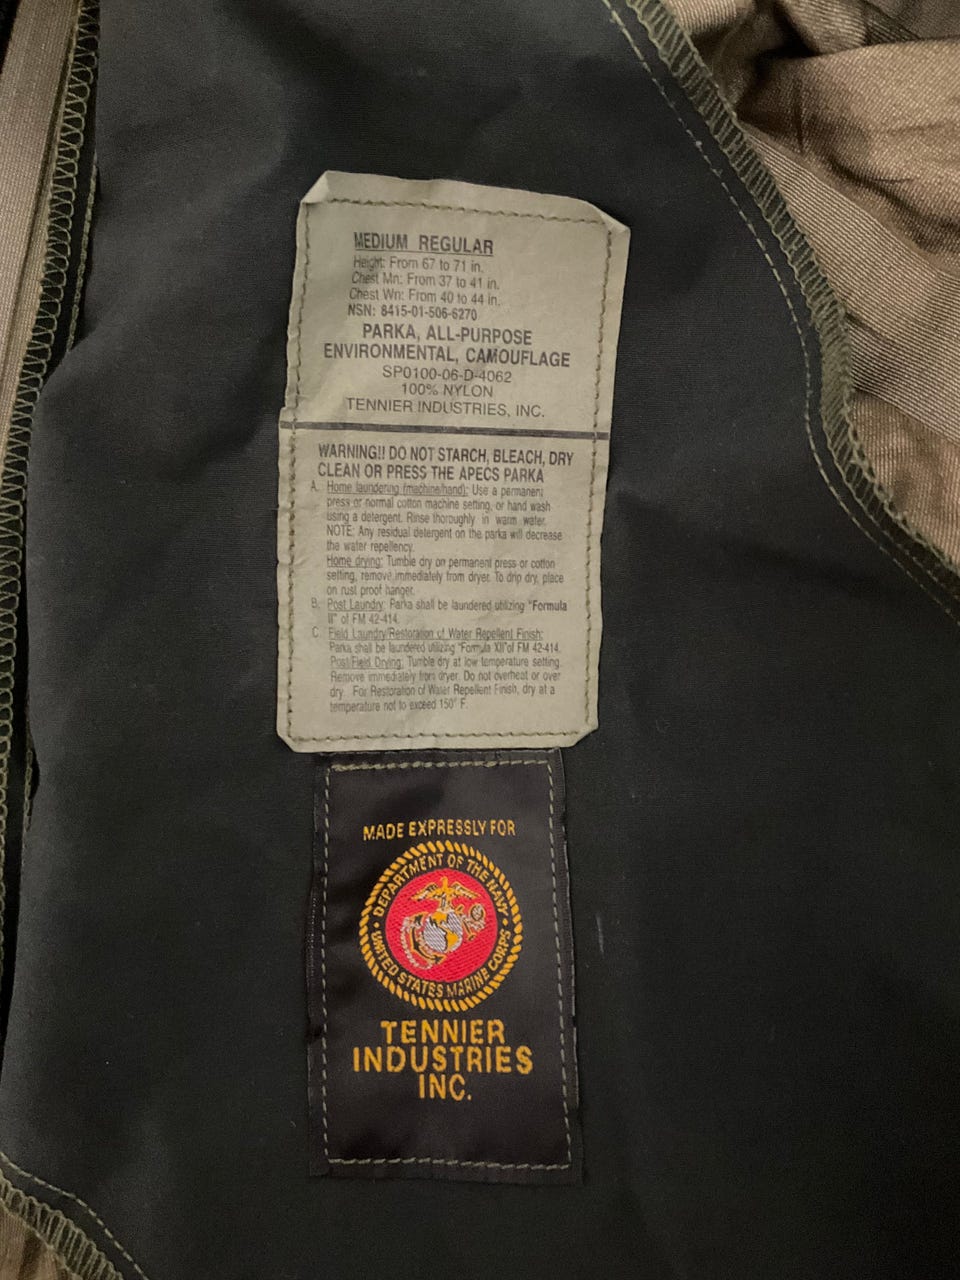 MEDIUM REGULAR
Height: From 67 to 71 in.
Chest Mn: From 37 to 41 in.
Chest Wn: From 40 to 44 in.
NSN: 8415-01-506-6270
PARKA, ALL-PURPOSE
ENVIRONMENTAL, CAMOUFLAGE
SP0100-06-D-4062
100% NYLON
TENNIER INDUSTRIES, INC.
WARNING!! DO NOT STARCH, BLEACH, DRY
CLEAN OR PRESS THE APECS PARKA
A. Home laundering (machine/hand): Use a permanent
press or normal cotton machine setting, or hand wash
using a detergent. Rinse thoroughly in warm water.
NOTE: Any residual detergent on the parka will decrease
the water repellency.
Home drying: Tumble dry on permanent press or cotton
setting, remove immediately from dryer. To drip dry, place
on rust proof hanger.
B. Post Laundry: Parka shall be laundered utilizing "Formula
II" of FM 42-414.
C. Field Laundry/Restoration of Water Repellent Finish:
Parka shall be laundered utilizing "Formula XII"of FM 42-414.
Post/Field Drying: Tumble dry at low temperature setting.
Remove immediately from dryer. Do not overheat or over
dry. For Restoration of Water Repellent Finish, dry at a
temperature not to exceed 150° F.
MADE EXPRESSLY FOR
DEPARTMENT OF THE NAVY
UNITED STATES MARINE CORPS
TENNIER
INDUSTRIES
INC.